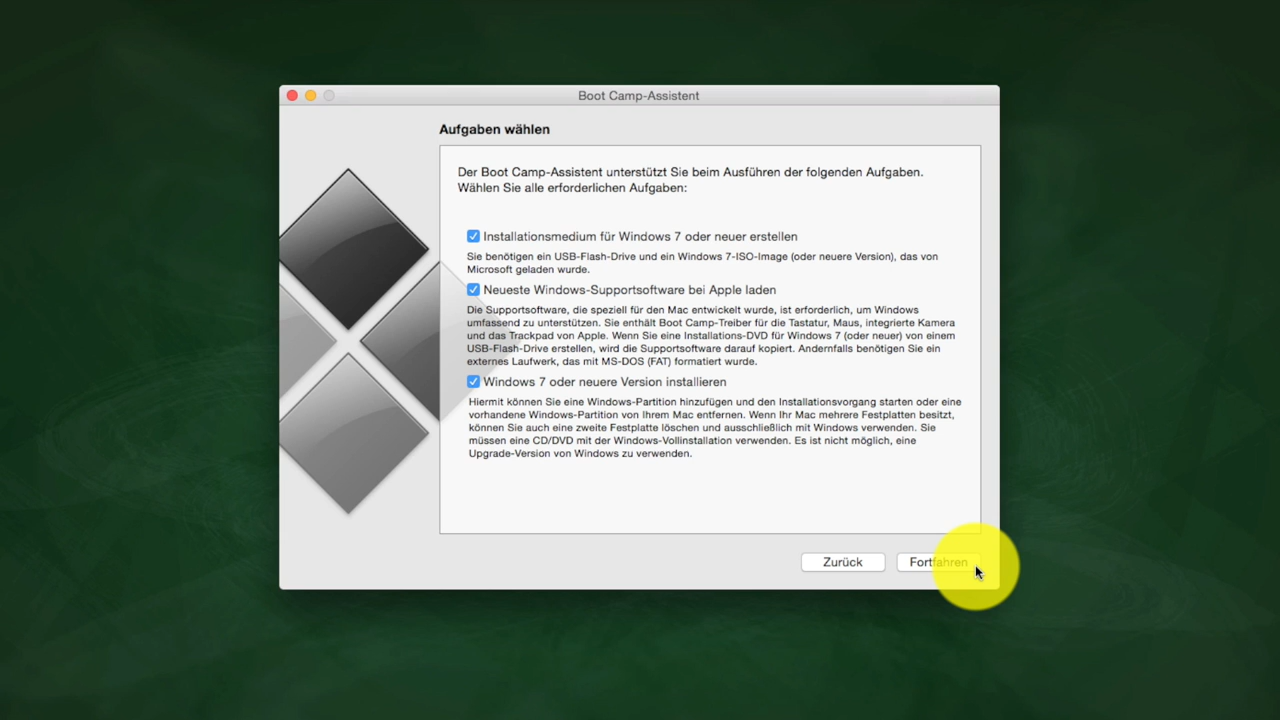 Boot Camp-Assistent
Aufgaben wählen
Der Boot Camp-Assistent unterstützt Sie beim Ausführen der folgenden Aufgaben.
Wählen Sie alle erforderlichen Aufgaben:
Installationsmedium für Windows 7 oder neuer erstellen
Sie benötigen ein USB-Flash-Drive und ein Windows 7-ISO-Image (oder neuere Version), das von
Microsoft geladen wurde.
Neueste Windows-Supportsoftware bei Apple laden
Die Supportsoftware, die speziell für den Mac entwickelt wurde, ist erforderlich, um Windows
umfassend zu unterstützen. Sie enthält Boot Camp-Treiber für die Tastatur, Maus, integrierte Kamera
und das Trackpad von Apple. Wenn Sie eine Installations-DVD für Windows 7 (oder neuer) von einem
USB-Flash-Drive erstellen, wird die Supportsoftware darauf kopiert. Andernfalls benötigen Sie ein
externes Laufwerk, das mit MS-DOS (FAT) formatiert wurde.
Windows 7 oder neuere Version installieren
Hiermit können Sie eine Windows-Partition hinzufügen und den Installationsvorgang starten oder eine
vorhandene Windows-Partition von Ihrem Mac entfernen. Wenn Ihr Mac mehrere Festplatten besitzt,
können Sie auch eine zweite Festplatte löschen und ausschließlich mit Windows verwenden. Sie
müssen eine CD/DVD mit der Windows-Vollinstallation verwenden. Es ist nicht möglich, eine
Upgrade-Version von Windows zu verwenden.
Zurück
Fortfahren